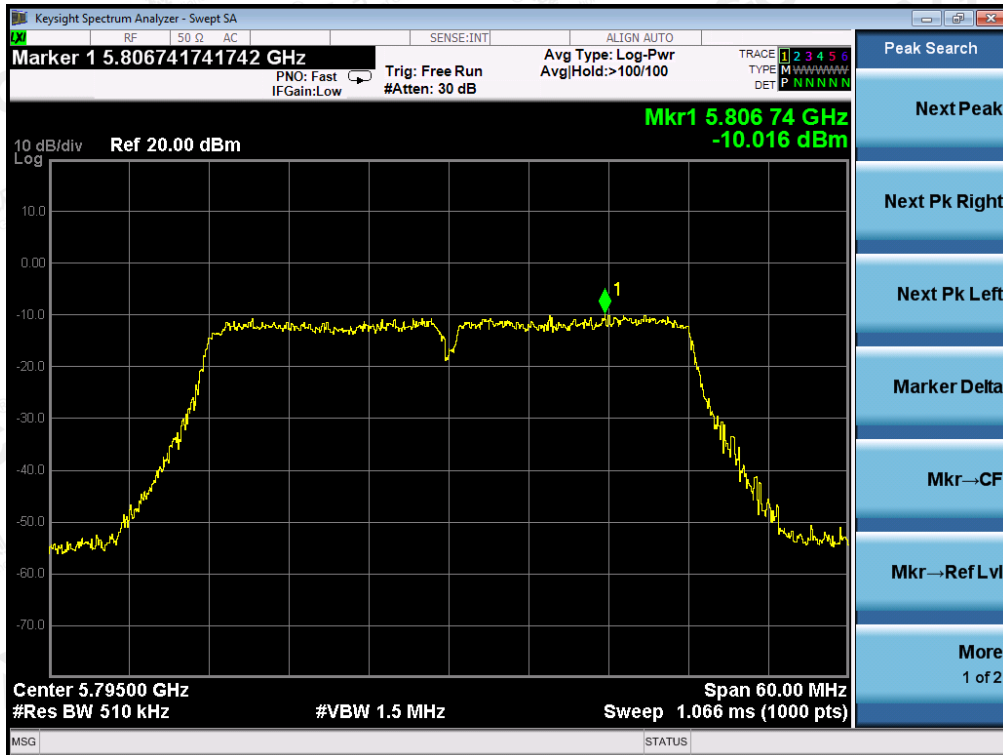 Keysight Spectrum Analyzer - Swept SA
LXI RF 50 Ω AC SENSE:INT ALIGN AUTO
Marker 1 5.806741741742 GHz
PNO: Fast
IFGain:Low
Trig: Free Run
#Atten: 30 dB
Avg Type: Log-Pwr
Avg|Hold:>100/100
TRACE 1 2 3 4 5 6
TYPE M WWWWW
DET P N N N N N
Mkr1 5.806 74 GHz
-10.016 dBm
10 dB/div Ref 20.00 dBm
Log
10.0
0.00
-10.0
-20.0
-30.0
-40.0
-50.0
-60.0
-70.0
1
Center 5.79500 GHz Span 60.00 MHz
#Res BW 510 kHz #VBW 1.5 MHz Sweep 1.066 ms (1000 pts)
MSG STATUS
Peak Search
Next Peak
Next Pk Right
Next Pk Left
Marker Delta
Mkr→CF
Mkr→Ref Lvl
More
1 of 2